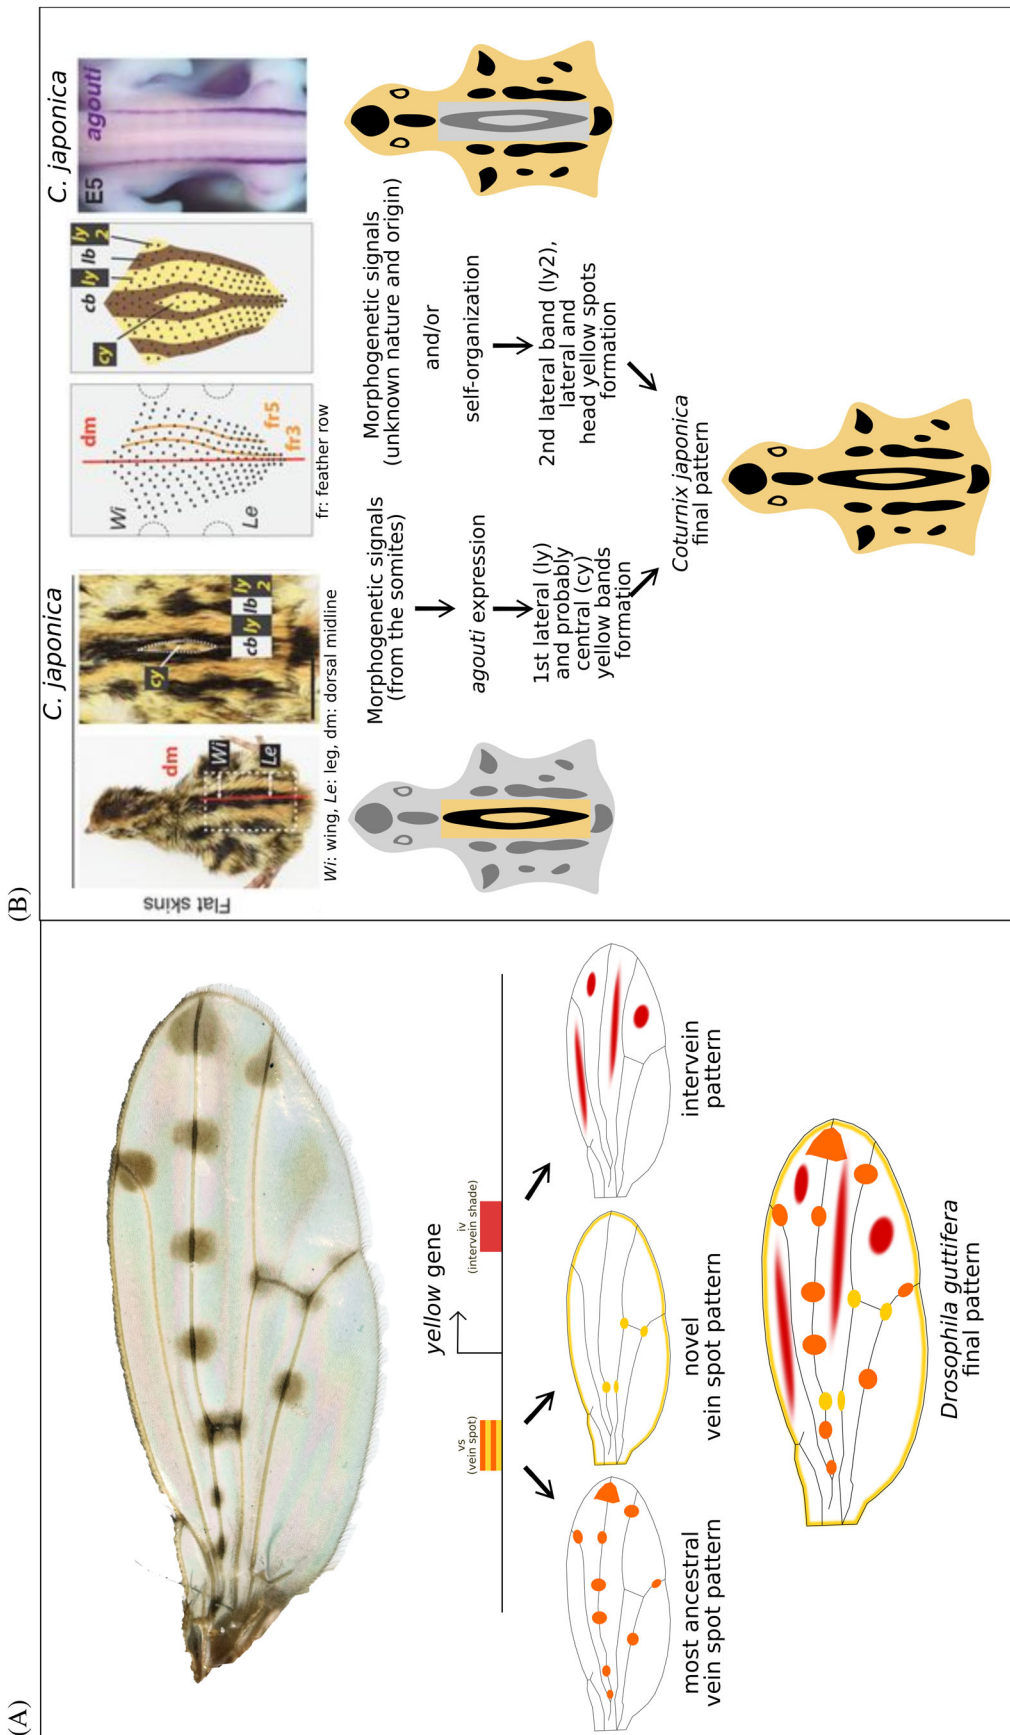 (A)
yellow gene
vs
(vein spot)
iv
(intervein shade)
most ancestral
vein spot pattern
novel
vein spot pattern
intervein
pattern
Drosophila guttifera
final pattern
(B)
C. japonica
C. japonica
Flat skins
dm
Wi
Le
cy
cb ly lb ly
2
dm
Wi
Le
fr3
fr5
cy
cb ly lb ly
2
E5
agouti
Wi: wing, Le: leg, dm: dorsal midline
fr: feather row
Morphogenetic signals
(from the somites)
agouti expression
1st lateral (ly)
and probably
central (cy)
yellow bands
formation
Morphogenetic signals
(unknown nature and origin)
and/or
self-organization
2nd lateral band (ly2),
lateral and
head yellow spots
formation
Coturnix japonica
final pattern